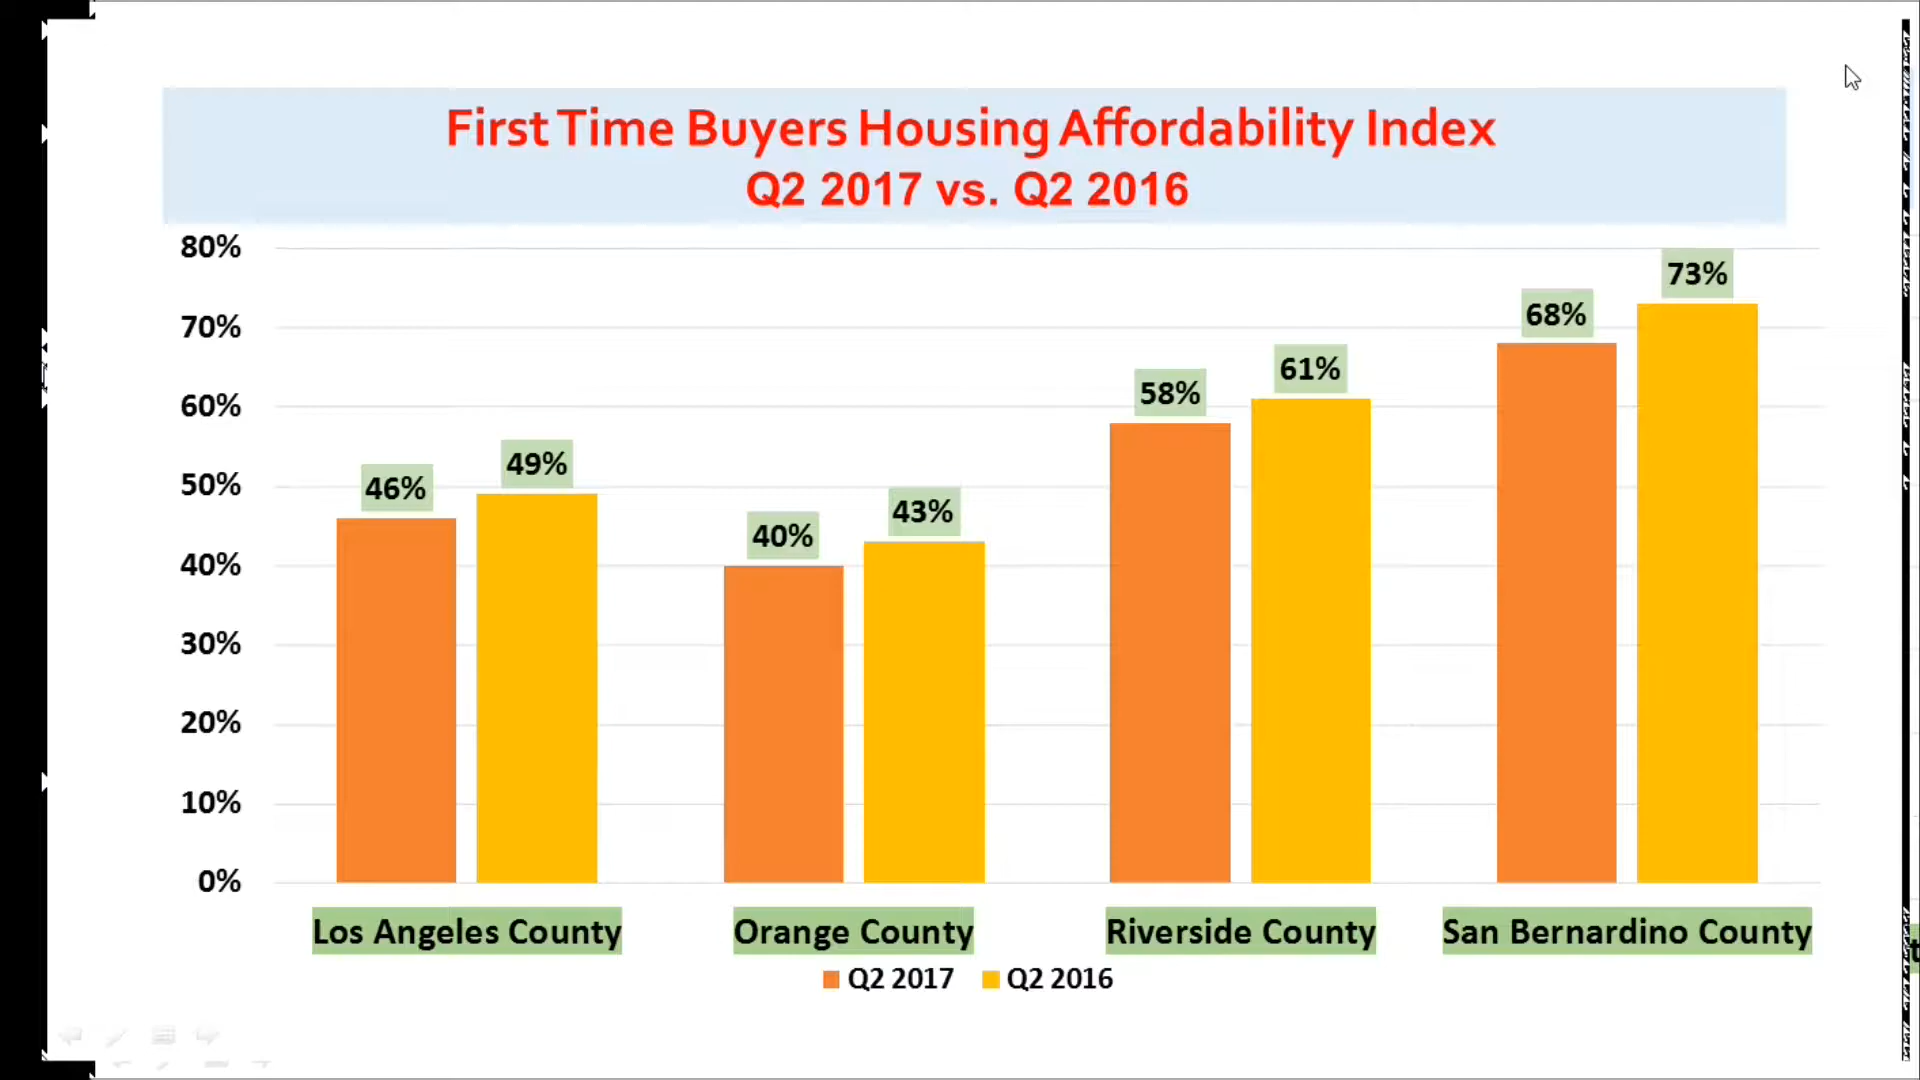 First Time Buyers Housing Affordability Index
Q2 2017 vs. Q2 2016
80%
70%
60%
50%
40%
30%
20%
10%
0%
46%
49%
40%
43%
58%
61%
68%
73%
Los Angeles County
Orange County
Riverside County
San Bernardino County
Q2 2017
Q2 2016